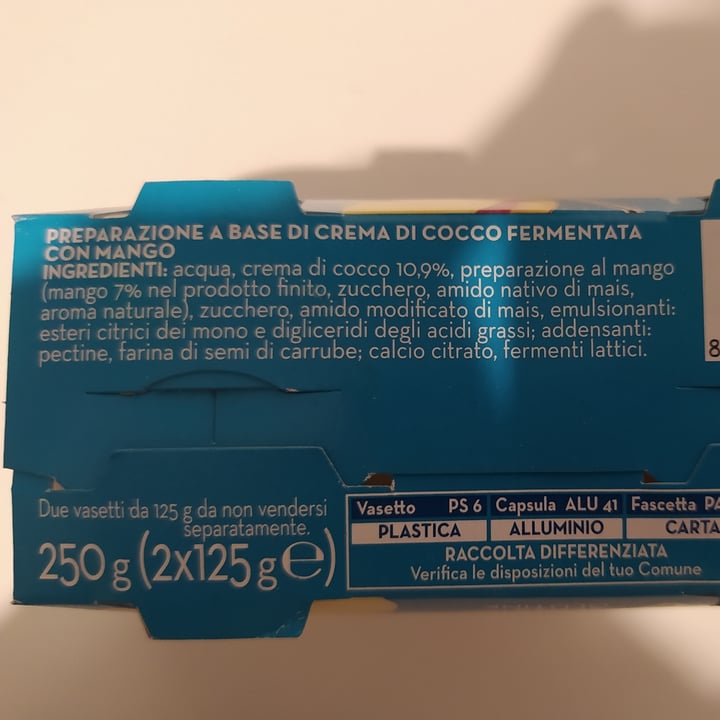 PREPARAZIONE A BASE DI CREMA DI COCCO FERMENTATA
CON MANGO
INGREDIENTI: acqua, crema di cocco 10,9%, preparazione al mango
(mango 7% nel prodotto finito, zucchero, amido nativo di mais,
aroma naturale), zucchero, amido modificato di mais, emulsionanti:
esteri citrici dei mono e digliceridi degli acidi grassi; addensanti:
pectine, farina di semi di carrube; calcio citrato, fermenti lattici.
8
Due vasetti da 125 g da non vendersi
separatamente.
250 g (2x125 g e)
Vasetto PS 6 Capsula ALU 41 Fascetta PA
PLASTICA ALLUMINIO CARTA
RACCOLTA DIFFERENZIATA
Verifica le disposizioni del tuo Comune